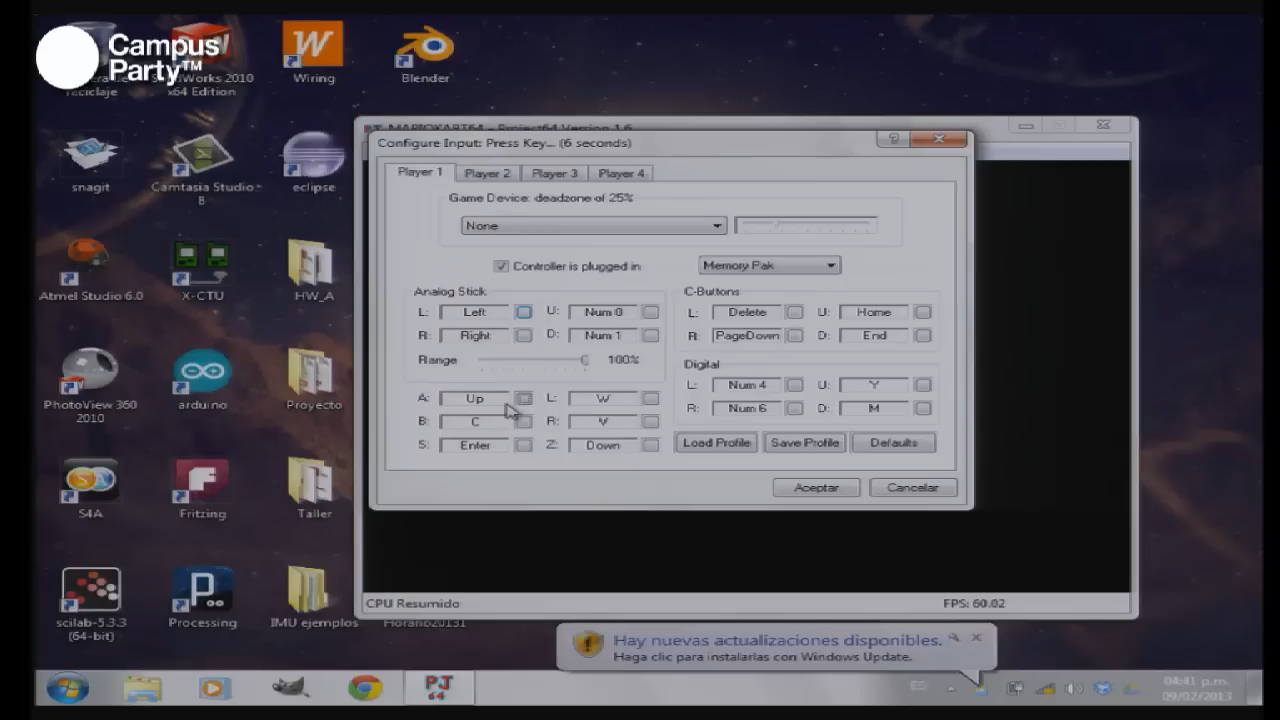 Campus
Party™
reciclaje
SolidWorks 2010
x64 Edition
Wiring
Blender
snagit
Camtasia Studio
8
eclipse
Atmel Studio 6.0
X-CTU
HW_A
PhotoView 360
2010
arduino
Proyecto
S4A
Fritzing
Taller
scilab-5.3.3
(64-bit)
Processing
IMU ejemplos
Horario20131
MARIOKART64 - Project64 Version 1.6
Configure Input: Press Key... (6 seconds)
Player 1 Player 2 Player 3 Player 4
Game Device: deadzone of 25%
None
Controller is plugged in Memory Pak
Analog Stick C-Buttons
L: Left U: Num 0 L: Delete U: Home
R: Right D: Num 1 R: PageDown D: End
Range 100% Digital
L: Num 4 U: Y
A: Up L: W R: Num 6 D: M
B: C R: V
S: Enter Z: Down Load Profile Save Profile Defaults
Aceptar Cancelar
CPU Resumido FPS: 60.02
Hay nuevas actualizaciones disponibles.
Haga clic para instalarlas con Windows Update.
PJ
64
ES
04:41 p.m.
09/02/2013